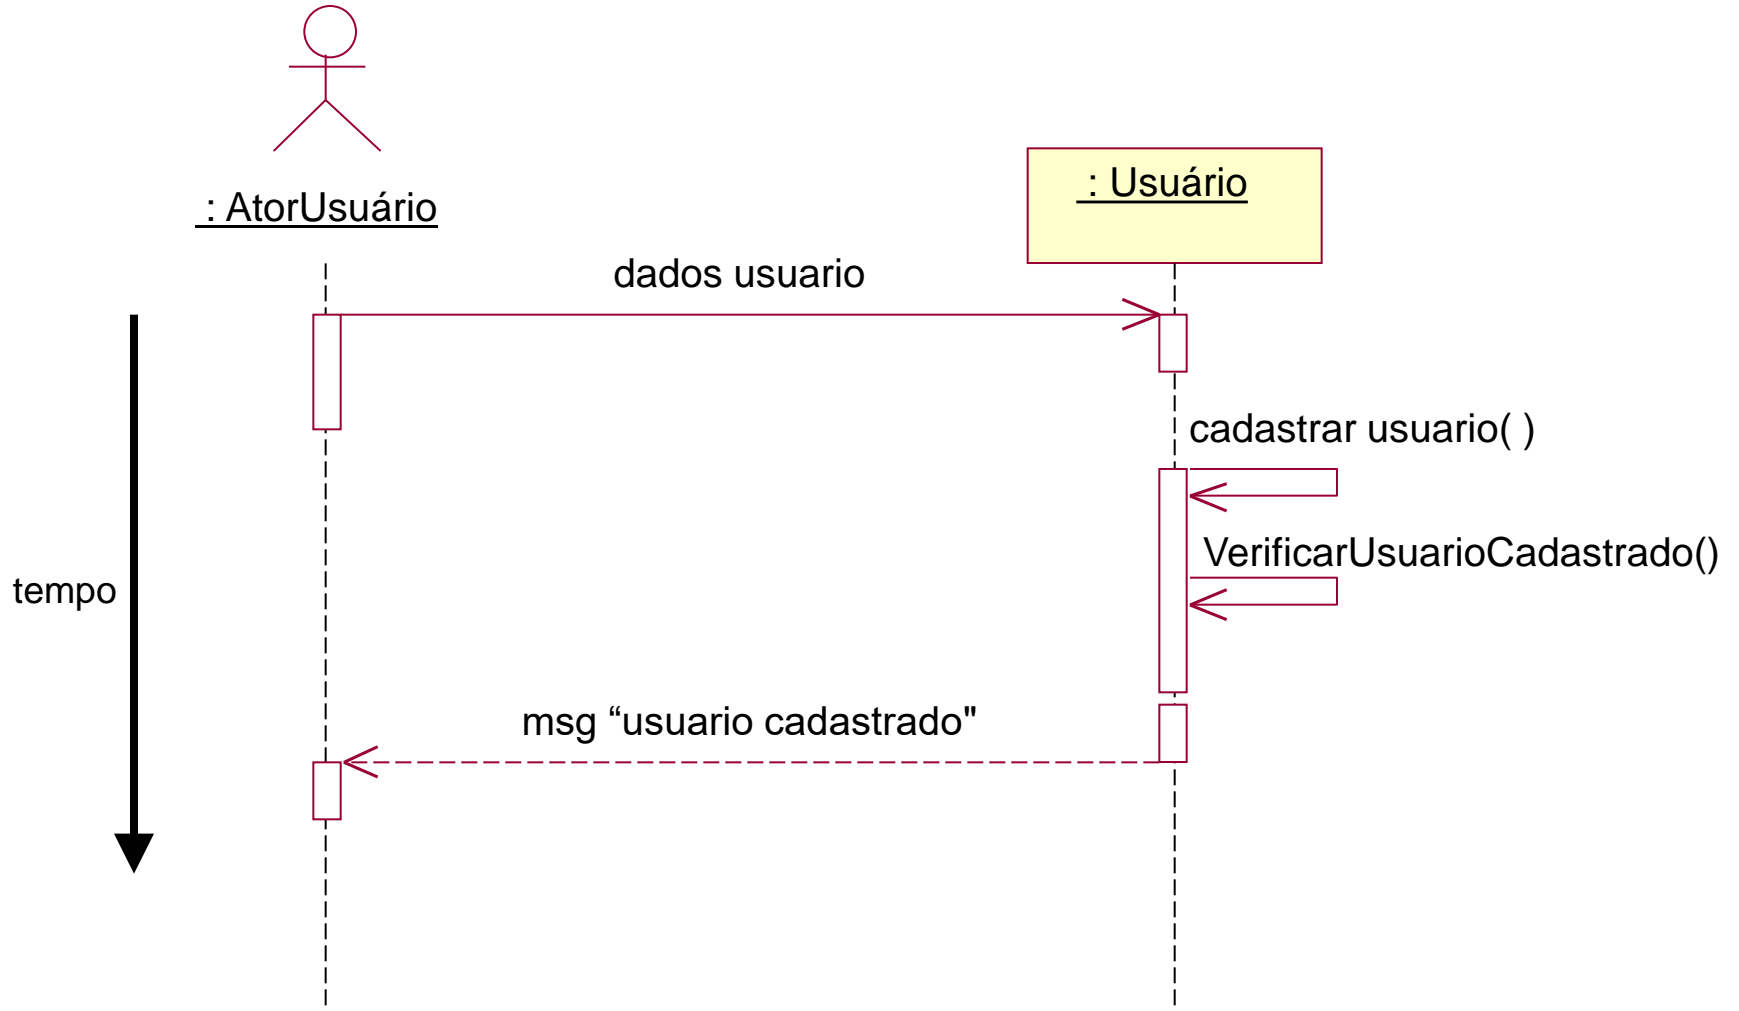 : AtorUsuário
: Usuário
dados usuario
cadastrar usuario( )
VerificarUsuarioCadastrado()
tempo
msg “usuario cadastrado"